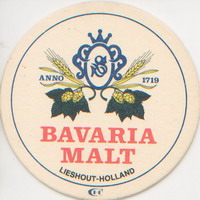 ANNO 1719
BAVARIA
MALT
LIESHOUT-HOLLAND